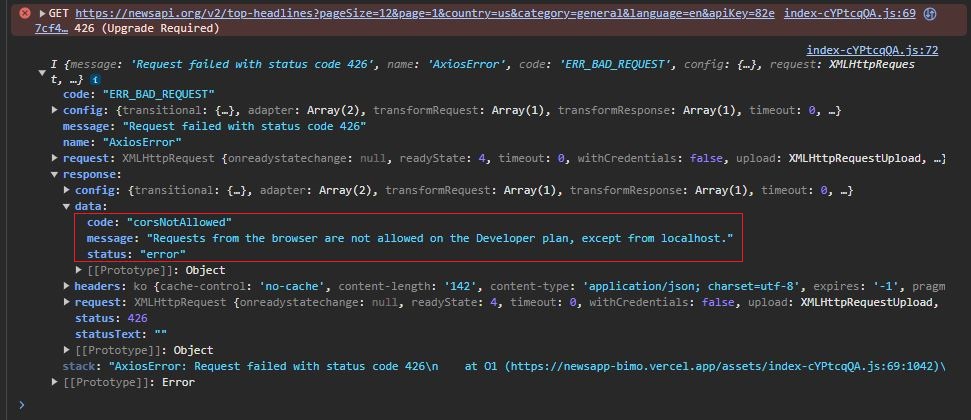 GET https://newsapi.org/v2/top-headlines?pageSize=12&page=1&country=us&category=general&language=en&apiKey=82e index-cYPtcqQA.js:69
7cf4… 426 (Upgrade Required)
index-cYPtcqQA.js:72
I {message: 'Request failed with status code 426', name: 'AxiosError', code: 'ERR_BAD_REQUEST', config: {…}, request: XMLHttpReques
t, …} i
code: "ERR_BAD_REQUEST"
config: {transitional: {…}, adapter: Array(2), transformRequest: Array(1), transformResponse: Array(1), timeout: 0, …}
message: "Request failed with status code 426"
name: "AxiosError"
request: XMLHttpRequest {onreadystatechange: null, readyState: 4, timeout: 0, withCredentials: false, upload: XMLHttpRequestUpload, …}
response:
config: {transitional: {…}, adapter: Array(2), transformRequest: Array(1), transformResponse: Array(1), timeout: 0, …}
data:
code: "corsNotAllowed"
message: "Requests from the browser are not allowed on the Developer plan, except from localhost."
status: "error"
[[Prototype]]: Object
headers: ko {cache-control: 'no-cache', content-length: '142', content-type: 'application/json; charset=utf-8', expires: '-1', pragm
request: XMLHttpRequest {onreadystatechange: null, readyState: 4, timeout: 0, withCredentials: false, upload: XMLHttpRequestUpload,
status: 426
statusText: ""
[[Prototype]]: Object
stack: "AxiosError: Request failed with status code 426\n    at O1 (https://newsapp-bimo.vercel.app/assets/index-cYPtcqQA.js:69:1042)\
[[Prototype]]: Error